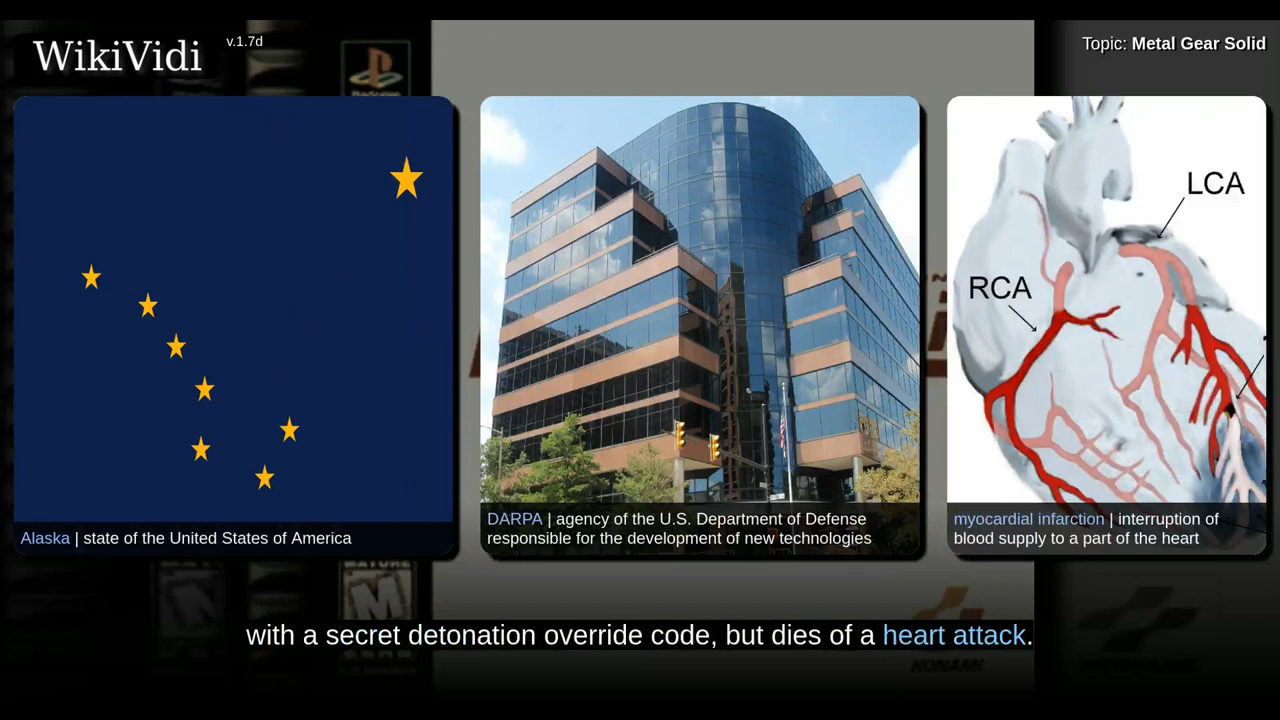 WikiVidi
v.1.7d
Topic: Metal Gear Solid
LCA
RCA
Alaska | state of the United States of America
DARPA | agency of the U.S. Department of Defense
responsible for the development of new technologies
myocardial infarction | interruption of
blood supply to a part of the heart
with a secret detonation override code, but dies of a heart attack.
MATURE
M
KONAMI